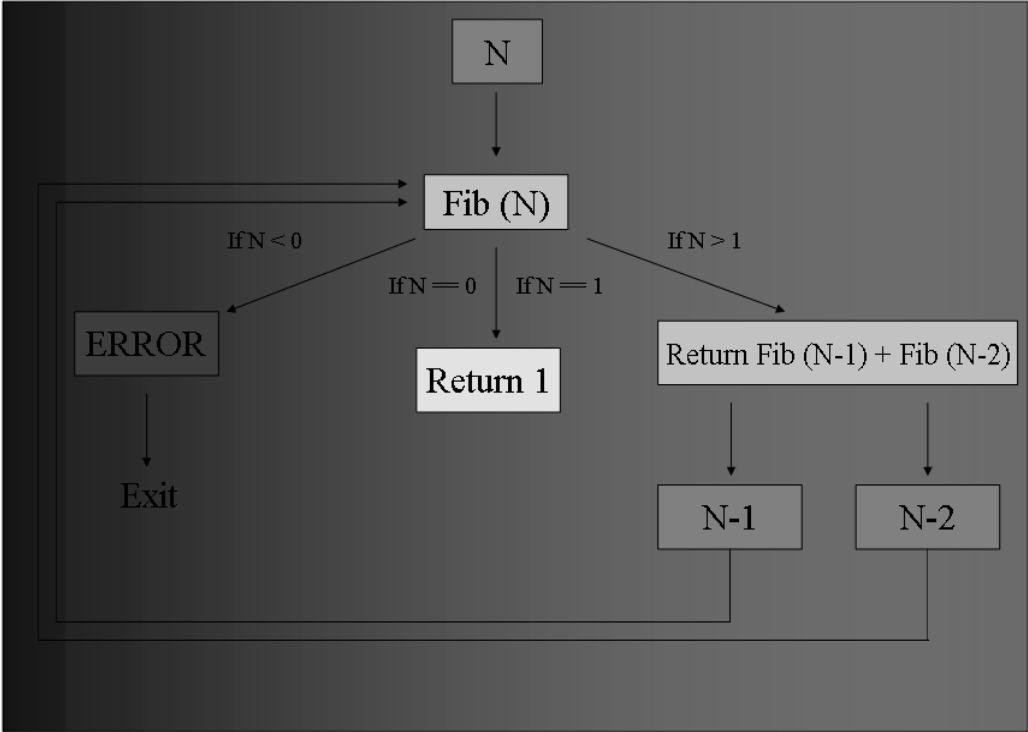 N
Fib (N)
If N < 0
If N > 1
If N == 0
If N == 1
ERROR
Return 1
Return Fib (N-1) + Fib (N-2)
Exit
N-1
N-2